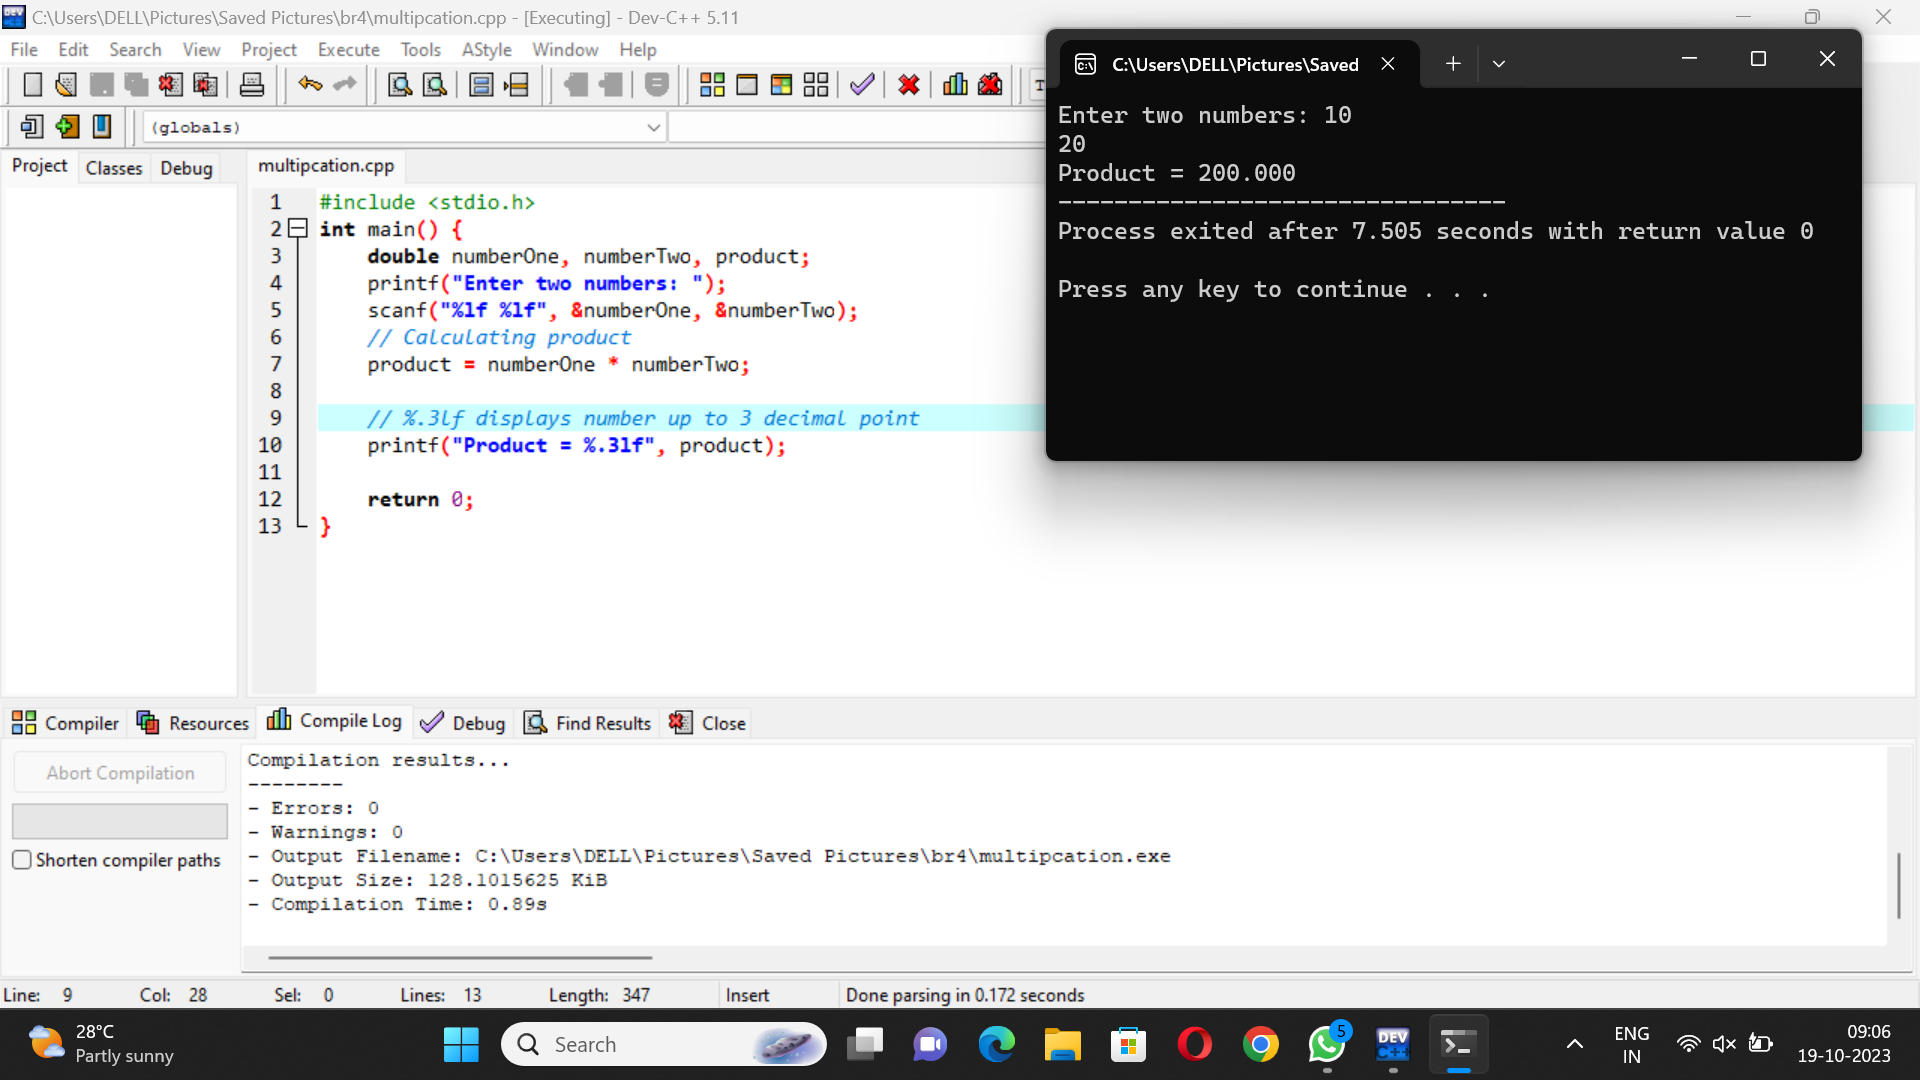 C:\Users\DELL\Pictures\Saved Pictures\br4\multipcation.cpp - [Executing] - Dev-C++ 5.11
File Edit Search View Project Execute Tools AStyle Window Help
(globals)
Project Classes Debug
multipcation.cpp
1 #include <stdio.h>
2 int main() {
3 double numberOne, numberTwo, product;
4 printf("Enter two numbers: ");
5 scanf("%lf %lf", &numberOne, &numberTwo);
6 // Calculating product
7 product = numberOne * numberTwo;
8
9 // %.3lf displays number up to 3 decimal point
10 printf("Product = %.3lf", product);
11
12 return 0;
13 }
C:\Users\DELL\Pictures\Saved
Enter two numbers: 10
20
Product = 200.000
--------------------------------
Process exited after 7.505 seconds with return value 0
Press any key to continue . . .
Compiler Resources Compile Log Debug Find Results Close
Abort Compilation
Shorten compiler paths
Compilation results...
--------
- Errors: 0
- Warnings: 0
- Output Filename: C:\Users\DELL\Pictures\Saved Pictures\br4\multipcation.exe
- Output Size: 128.1015625 KiB
- Compilation Time: 0.89s
Line: 9 Col: 28 Sel: 0 Lines: 13 Length: 347 Insert Done parsing in 0.172 seconds
28°C
Partly sunny
Search
5
DEV
C++
ENG
IN
09:06
19-10-2023